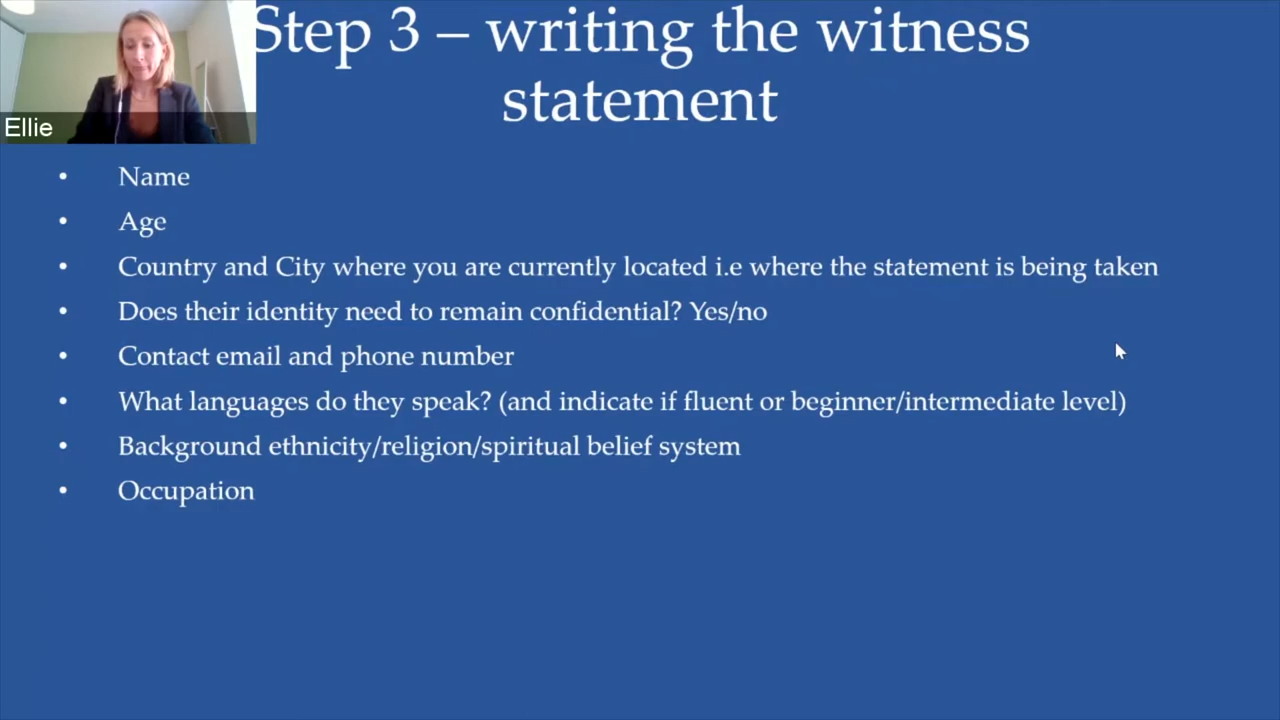 Step 3 – writing the witness
statement
Ellie
• Name
• Age
• Country and City where you are currently located i.e where the statement is being taken
• Does their identity need to remain confidential? Yes/no
• Contact email and phone number
• What languages do they speak? (and indicate if fluent or beginner/intermediate level)
• Background ethnicity/religion/spiritual belief system
• Occupation